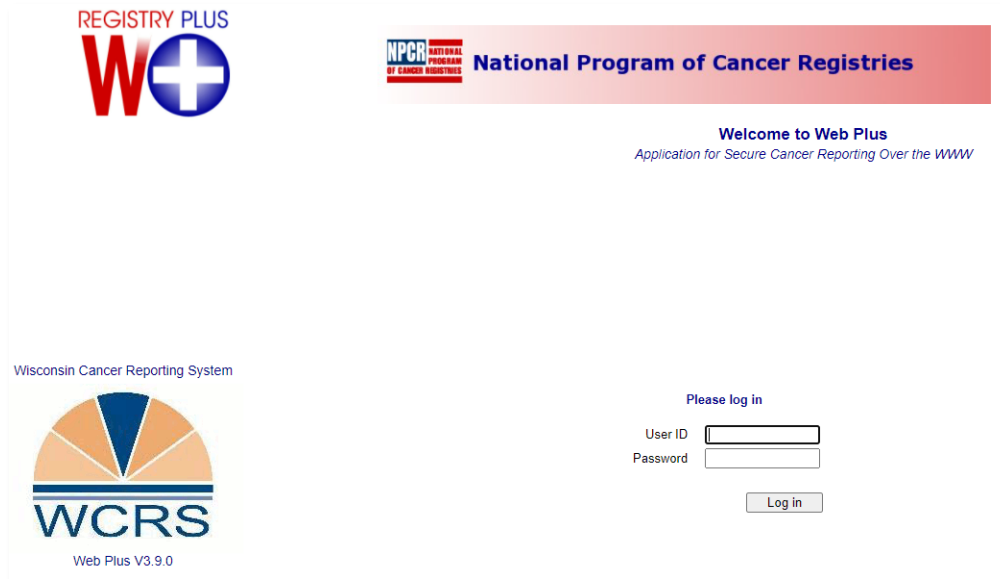 REGISTRY PLUS
W
NPCR NATIONAL PROGRAM
OF CANCER REGISTRIES
National Program of Cancer Registries
Welcome to Web Plus
Application for Secure Cancer Reporting Over the WWW
Wisconsin Cancer Reporting System
Please log in
User ID
Password
Log in
WCRS
Web Plus V3.9.0